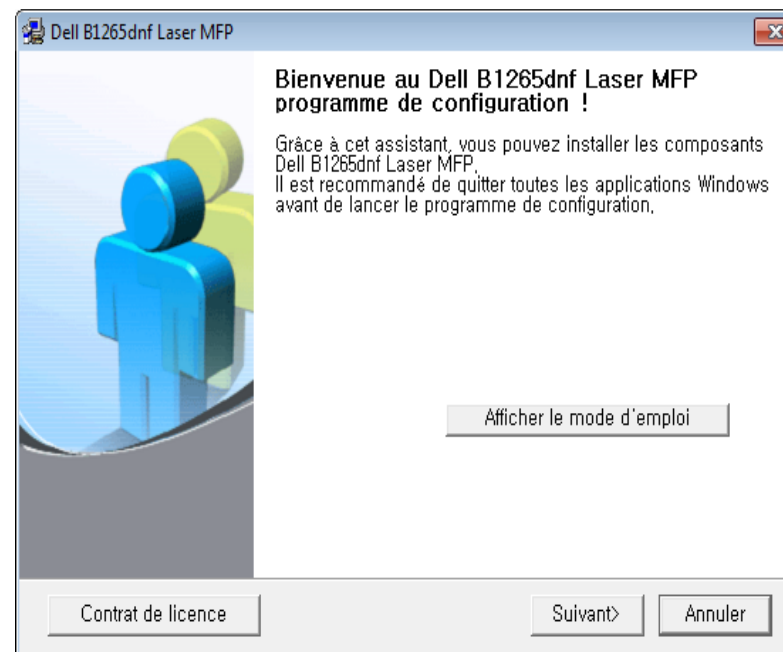 Dell B1265dnf Laser MFP
Bienvenue au Dell B1265dnf Laser MFP
programme de configuration !
Grâce à cet assistant, vous pouvez installer les composants
Dell B1265dnf Laser MFP.
Il est recommandé de quitter toutes les applications Windows
avant de lancer le programme de configuration.
Afficher le mode d'emploi
Contrat de licence
Suivant>
Annuler